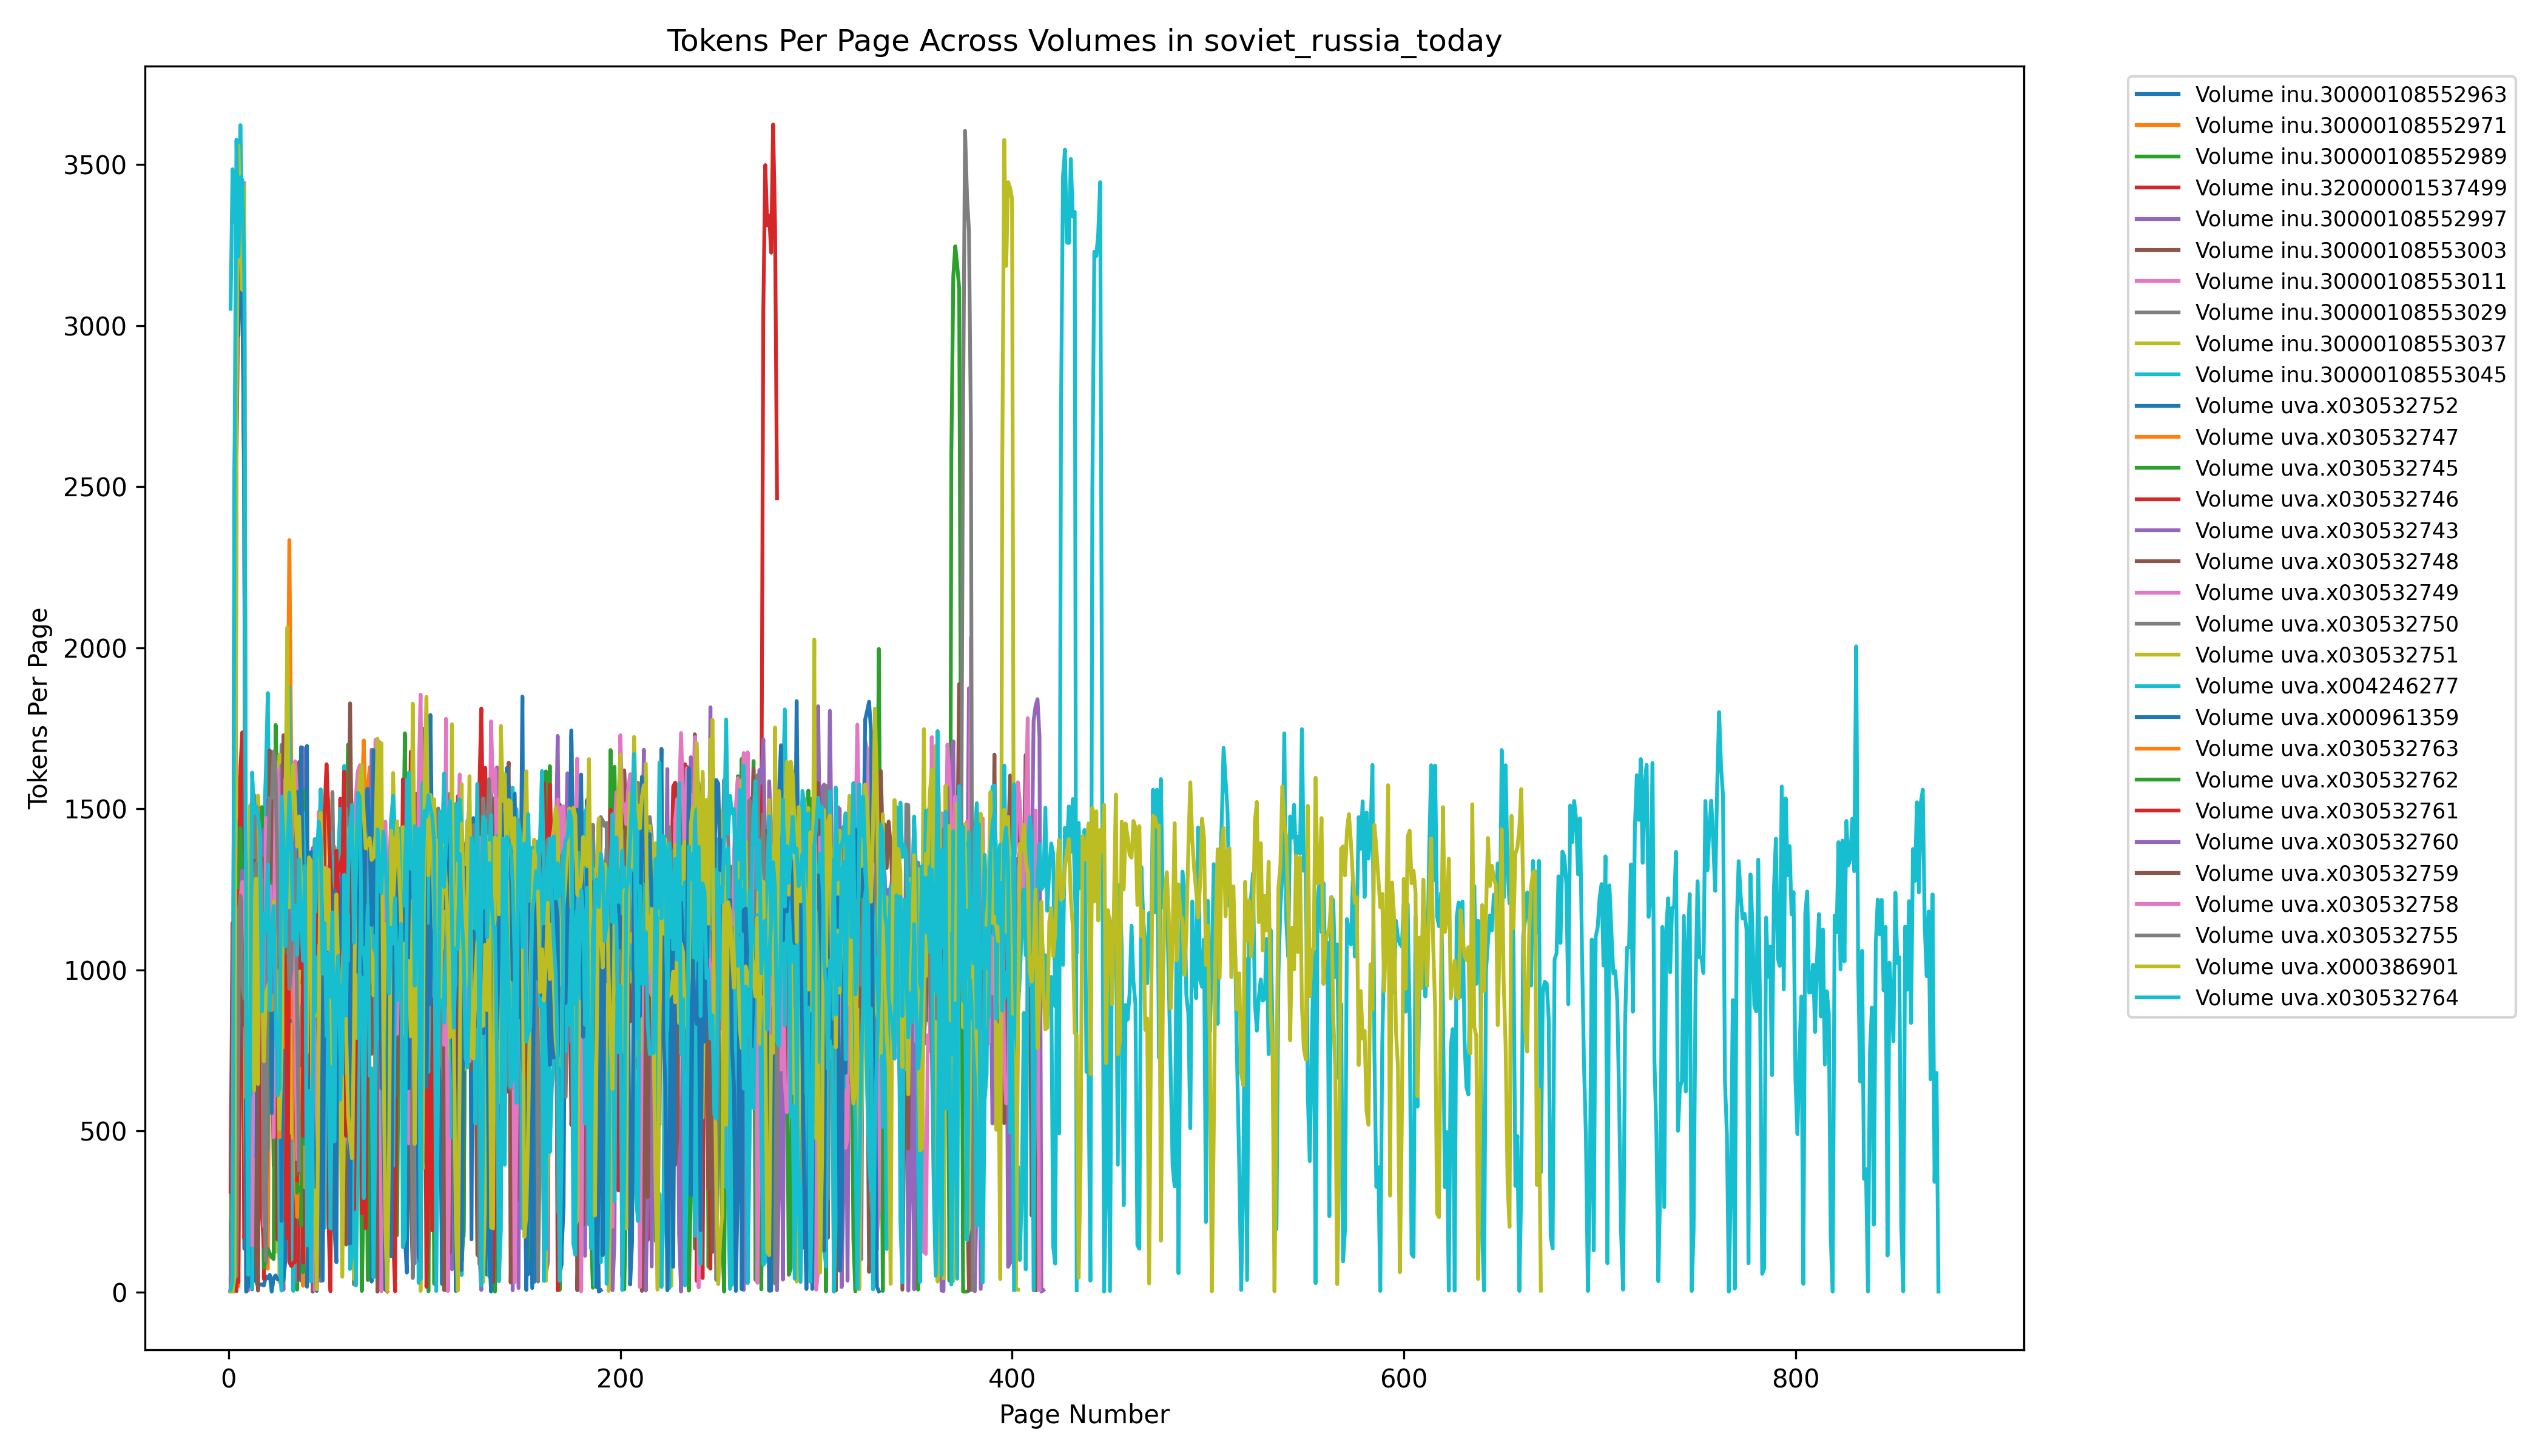 Tokens Per Page Across Volumes in soviet_russia_today
Tokens Per Page
3500
3000
2500
2000
1500
1000
500
0
0 200 400 600 800
Page Number
Volume inu.30000108552963
Volume inu.30000108552971
Volume inu.30000108552989
Volume inu.32000001537499
Volume inu.30000108552997
Volume inu.30000108553003
Volume inu.30000108553011
Volume inu.30000108553029
Volume inu.30000108553037
Volume inu.30000108553045
Volume uva.x030532752
Volume uva.x030532747
Volume uva.x030532745
Volume uva.x030532746
Volume uva.x030532743
Volume uva.x030532748
Volume uva.x030532749
Volume uva.x030532750
Volume uva.x030532751
Volume uva.x004246277
Volume uva.x000961359
Volume uva.x030532763
Volume uva.x030532762
Volume uva.x030532761
Volume uva.x030532760
Volume uva.x030532759
Volume uva.x030532758
Volume uva.x030532755
Volume uva.x000386901
Volume uva.x030532764